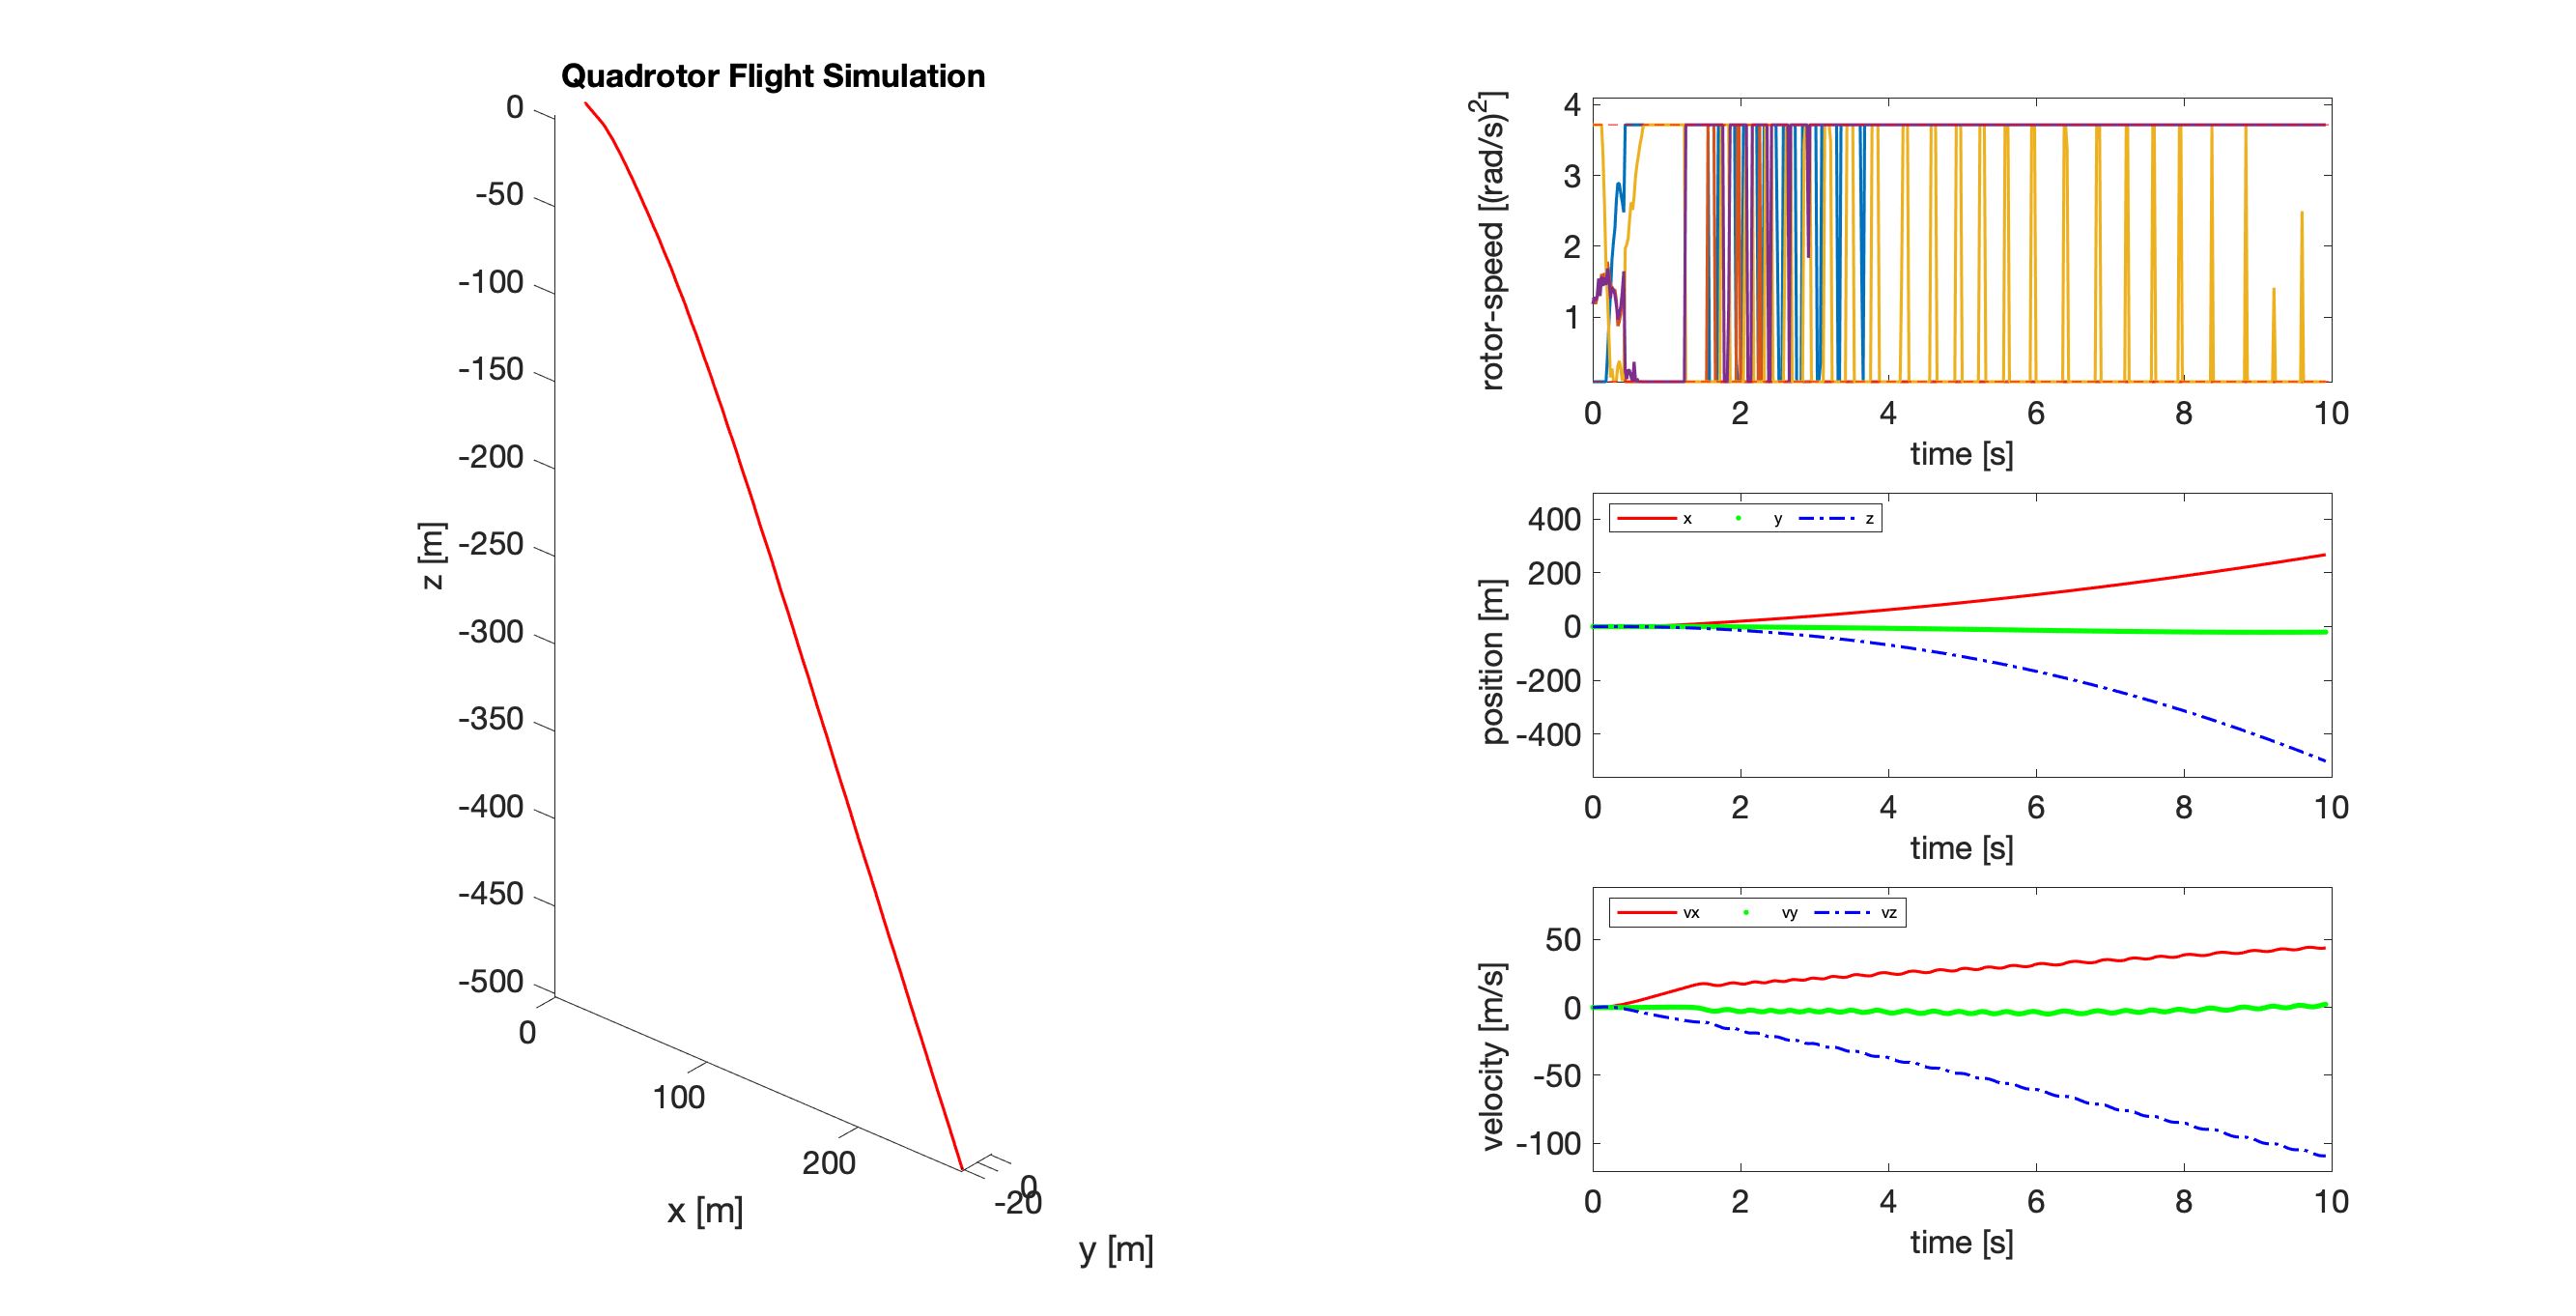 Quadrotor Flight Simulation
0
-50
-100
-150
-200
-250
-300
-350
-400
-450
-500
z [m]
0
100
200
x [m]
0
-20
y [m]
4
3
2
1
rotor-speed [(rad/s)²]
0 2 4 6 8 10
time [s]
x y z
400
200
0
-200
-400
position [m]
0 2 4 6 8 10
time [s]
vx vy vz
50
0
-50
-100
velocity [m/s]
0 2 4 6 8 10
time [s]